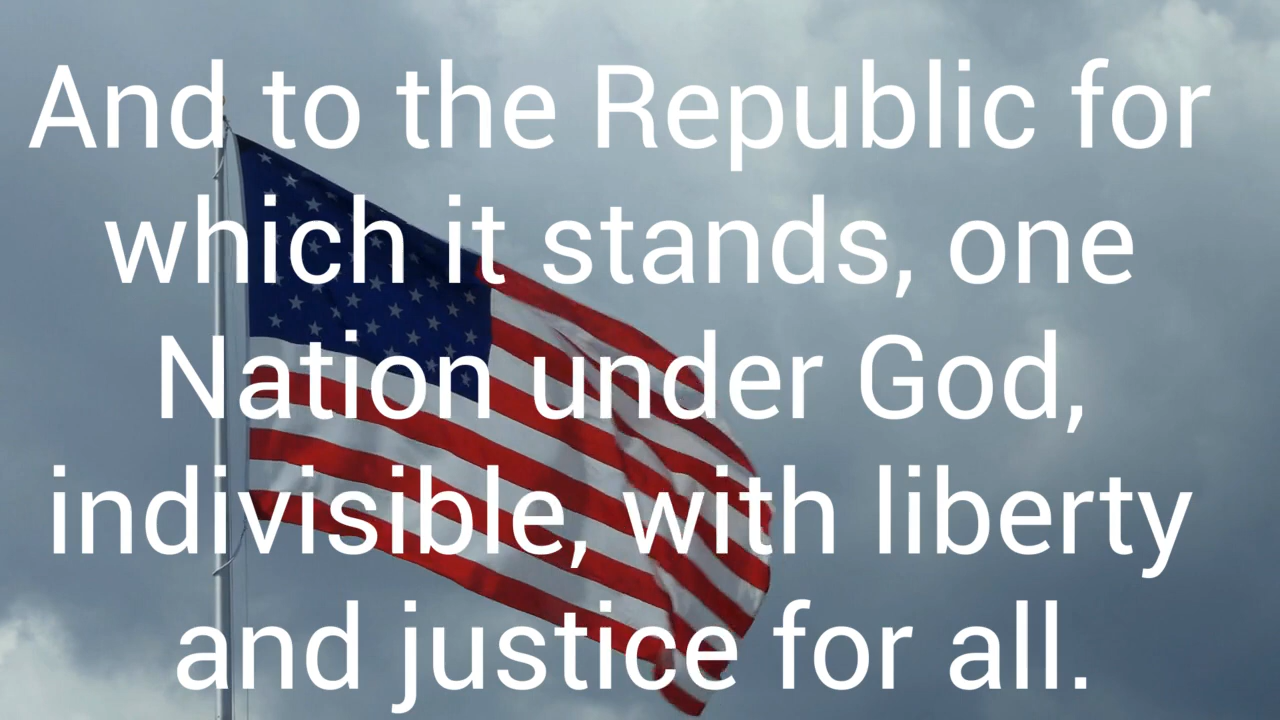 And to the Republic for
which it stands, one
Nation under God,
indivisible, with liberty
and justice for all.